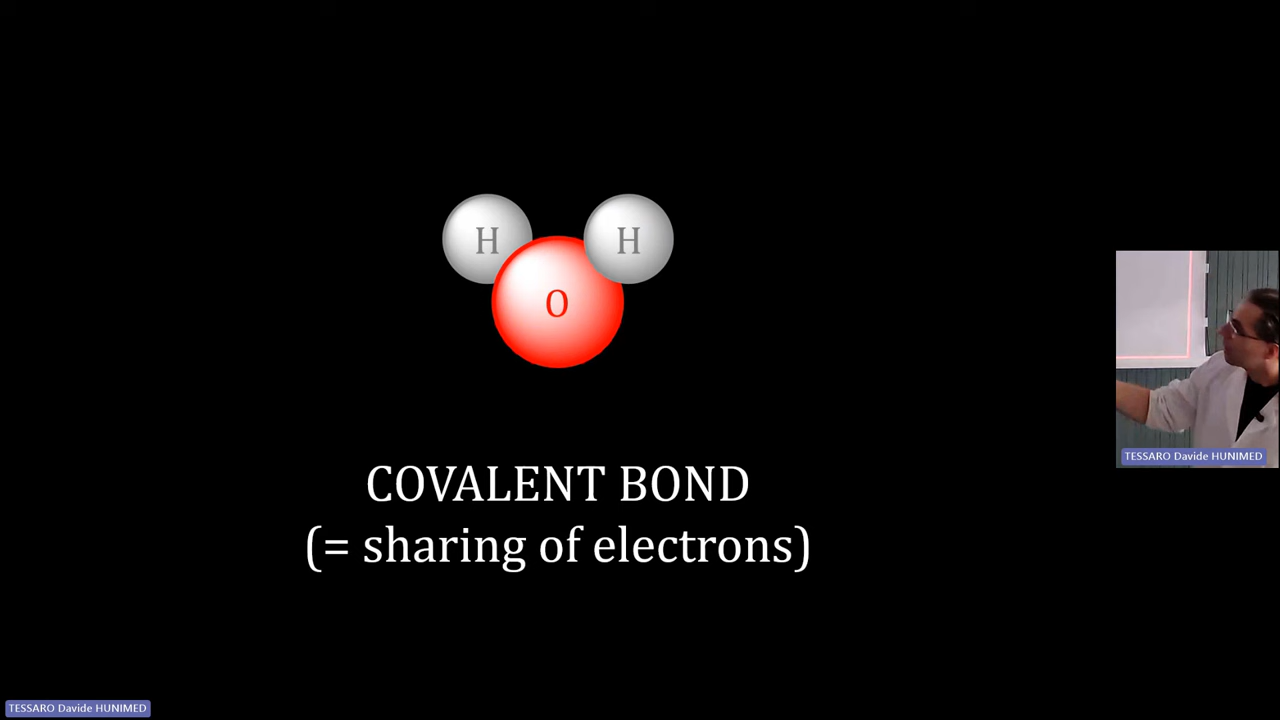 H H
O
COVALENT BOND
(= sharing of electrons)
TESSARO Davide HUNIMED
TESSARO Davide HUNIMED